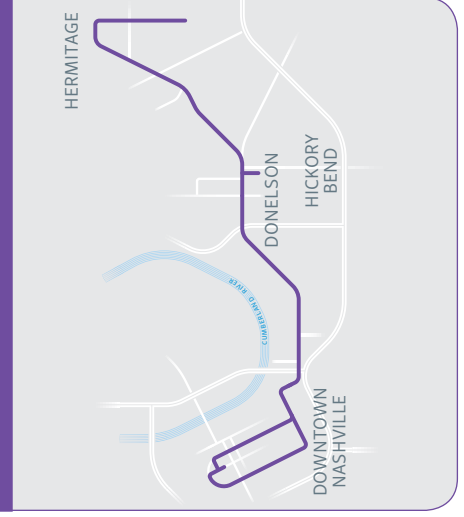 HERMITAGE
DONELSON
HICKORY
BEND
CUMBERLAND RIVER
DOWNTOWN
NASHVILLE